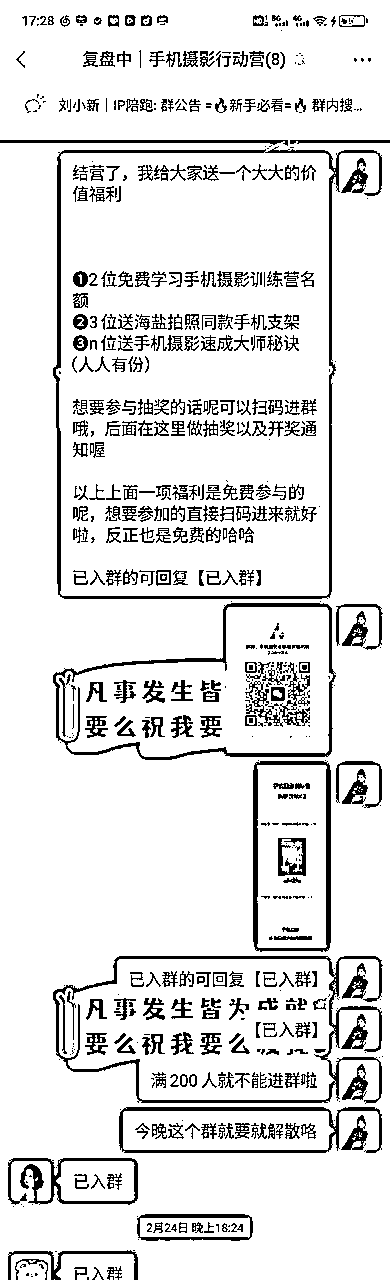 17:28
复盘中｜手机摄影行动营(8)
刘小新｜IP陪跑: 群公告 =🔥新手必看=🔥 群内搜...
结营了，我给大家送一个大大的价
值福利
❶2位免费学习手机摄影训练营名
额
❷3位送海盐拍照同款手机支架
❸n位送手机摄影速成大师秘诀
（人人有份）
想要参与抽奖的话呢可以扫码进群
哦，后面在这里做抽奖以及开奖通
知喔
以上上面一项福利是免费参与的
呢，想要参加的直接扫码进来就好
啦，反正也是免费的哈哈
已入群的可回复【已入群】
凡事发生皆
要么祝我要
已入群的可回复【已入群】
凡事发生皆为成就
【已入群】
要么祝我要么
满200人就不能进群啦
今晚这个群就要就解散咯
已入群
2月24日 晚上18:24
已入群